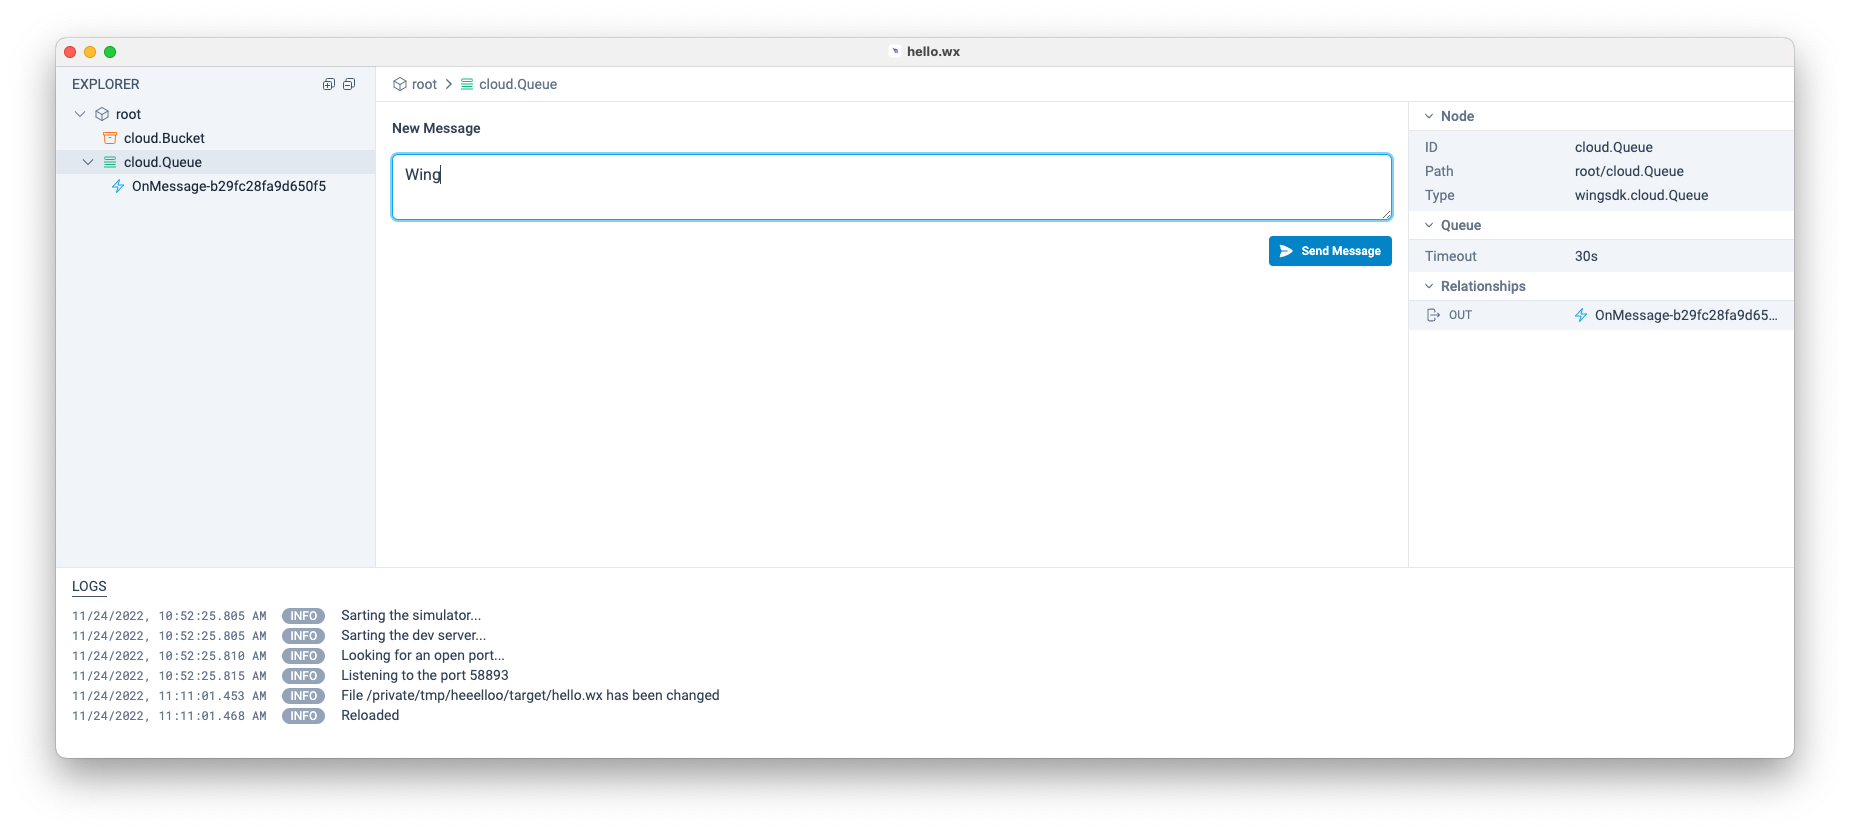 hello.wx
EXPLORER
root
cloud.Bucket
cloud.Queue
OnMessage-b29fc28fa9d650f5
root > cloud.Queue
New Message
Wing
Send Message
Node
ID cloud.Queue
Path root/cloud.Queue
Type wingsdk.cloud.Queue
Queue
Timeout 30s
Relationships
OUT OnMessage-b29fc28fa9d65...
LOGS
11/24/2022, 10:52:25.805 AM INFO Sarting the simulator...
11/24/2022, 10:52:25.805 AM INFO Sarting the dev server...
11/24/2022, 10:52:25.810 AM INFO Looking for an open port...
11/24/2022, 10:52:25.815 AM INFO Listening to the port 58893
11/24/2022, 11:11:01.453 AM INFO File /private/tmp/heeelloo/target/hello.wx has been changed
11/24/2022, 11:11:01.468 AM INFO Reloaded